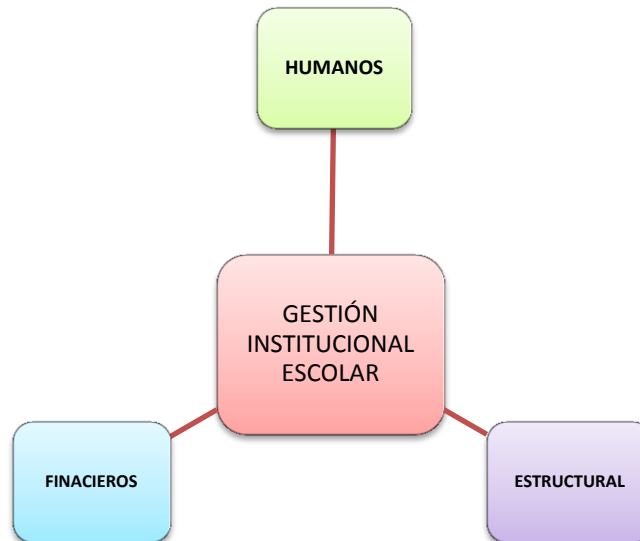 HUMANOS
GESTIÓN
INSTITUCIONAL
ESCOLAR
FINACIEROS
ESTRUCTURAL